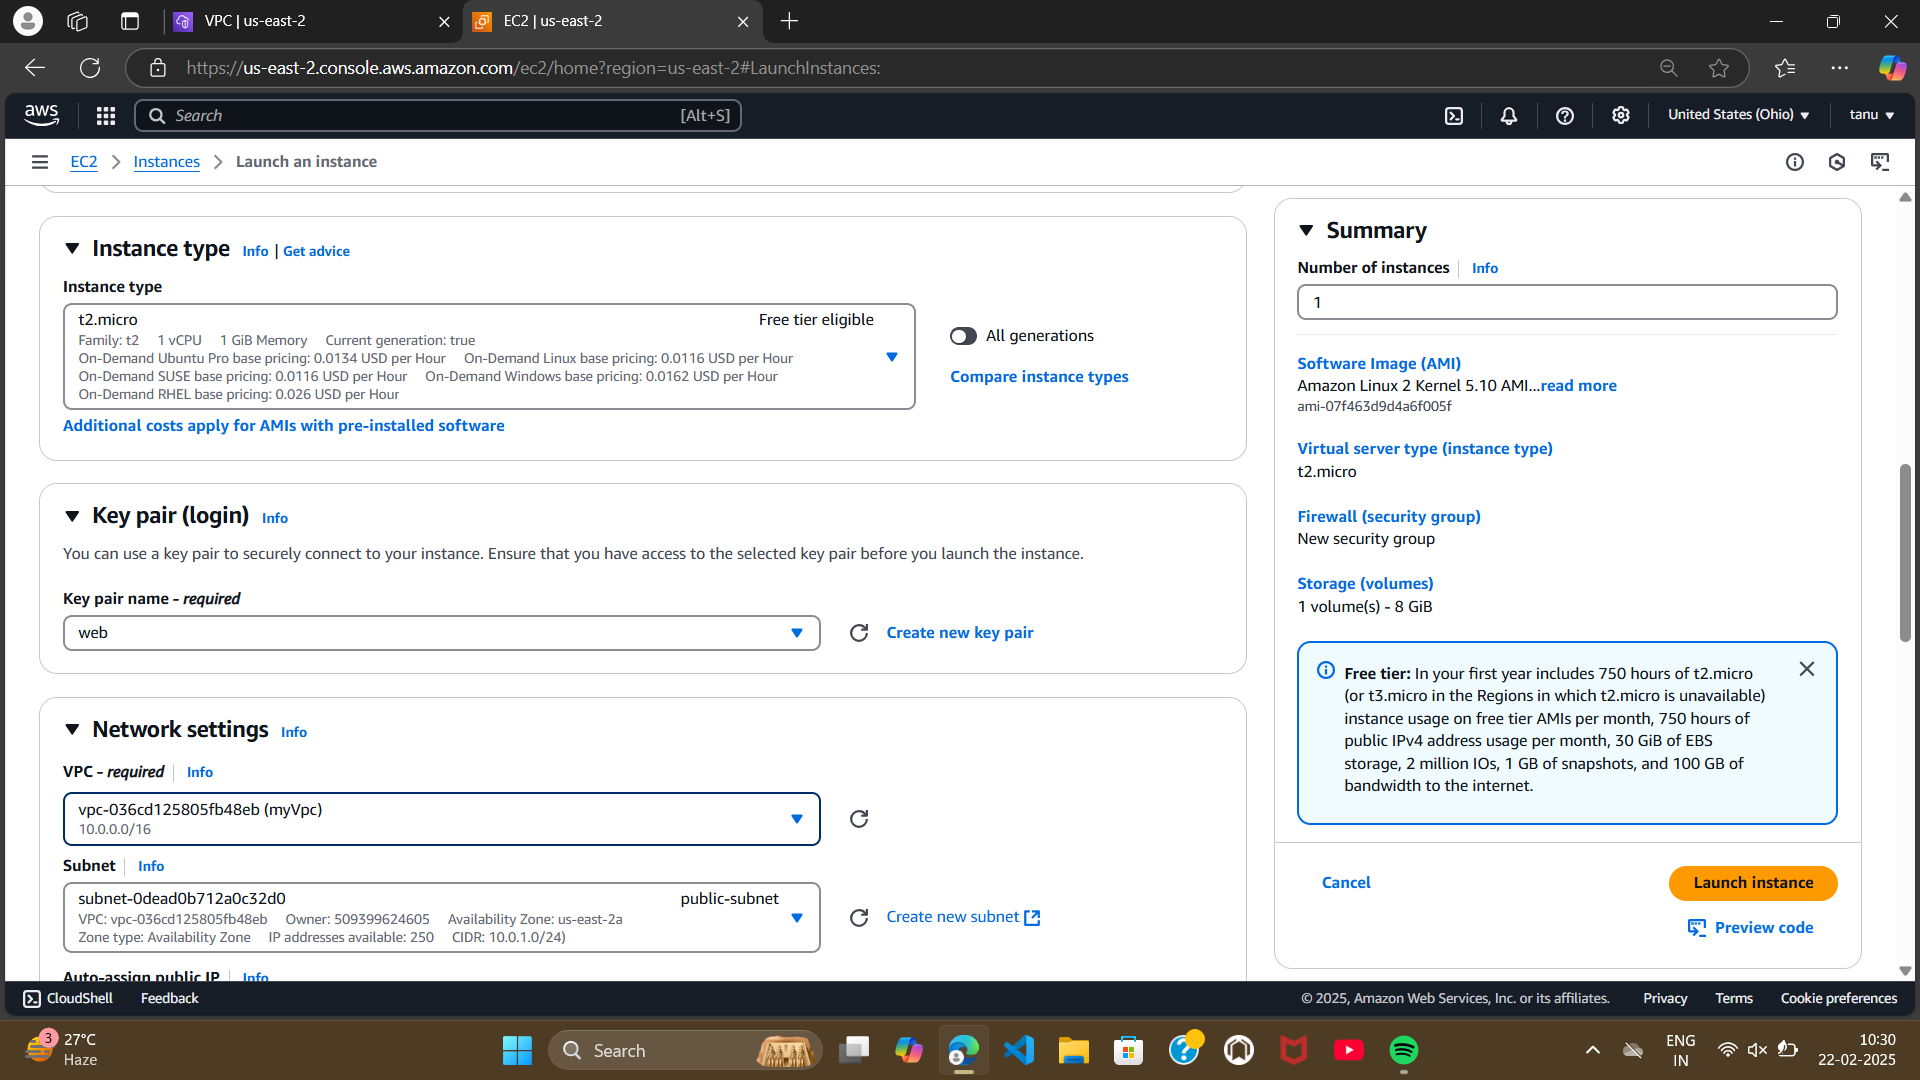 VPC | us-east-2
EC2 | us-east-2
https://us-east-2.console.aws.amazon.com/ec2/home?region=us-east-2#LaunchInstances:
aws
Search
[Alt+S]
United States (Ohio)
tanu
EC2 > Instances > Launch an instance
Instance type
Info | Get advice
Instance type
t2.micro
Free tier eligible
Family: t2 1 vCPU 1 GiB Memory Current generation: true
On-Demand Ubuntu Pro base pricing: 0.0134 USD per Hour On-Demand Linux base pricing: 0.0116 USD per Hour
On-Demand SUSE base pricing: 0.0116 USD per Hour On-Demand Windows base pricing: 0.0162 USD per Hour
On-Demand RHEL base pricing: 0.026 USD per Hour
All generations
Compare instance types
Additional costs apply for AMIs with pre-installed software
Key pair (login)
Info
You can use a key pair to securely connect to your instance. Ensure that you have access to the selected key pair before you launch the instance.
Key pair name - required
web
Create new key pair
Network settings
Info
VPC - required
Info
vpc-036cd125805fb48eb (myVpc)
10.0.0.0/16
Subnet
Info
subnet-0dead0b712a0c32d0
public-subnet
VPC: vpc-036cd125805fb48eb Owner: 509399624605 Availability Zone: us-east-2a
Zone type: Availability Zone IP addresses available: 250 CIDR: 10.0.1.0/24)
Create new subnet
Auto-assign public IP
Info
Summary
Number of instances
Info
1
Software Image (AMI)
Amazon Linux 2 Kernel 5.10 AMI...read more
ami-07f463d9d4a6f005f
Virtual server type (instance type)
t2.micro
Firewall (security group)
New security group
Storage (volumes)
1 volume(s) - 8 GiB
Free tier: In your first year includes 750 hours of t2.micro
(or t3.micro in the Regions in which t2.micro is unavailable)
instance usage on free tier AMIs per month, 750 hours of
public IPv4 address usage per month, 30 GiB of EBS
storage, 2 million IOs, 1 GB of snapshots, and 100 GB of
bandwidth to the internet.
Cancel
Launch instance
Preview code
CloudShell
Feedback
© 2025, Amazon Web Services, Inc. or its affiliates.
Privacy
Terms
Cookie preferences
3
27°C
Haze
Search
ENG
IN
10:30
22-02-2025